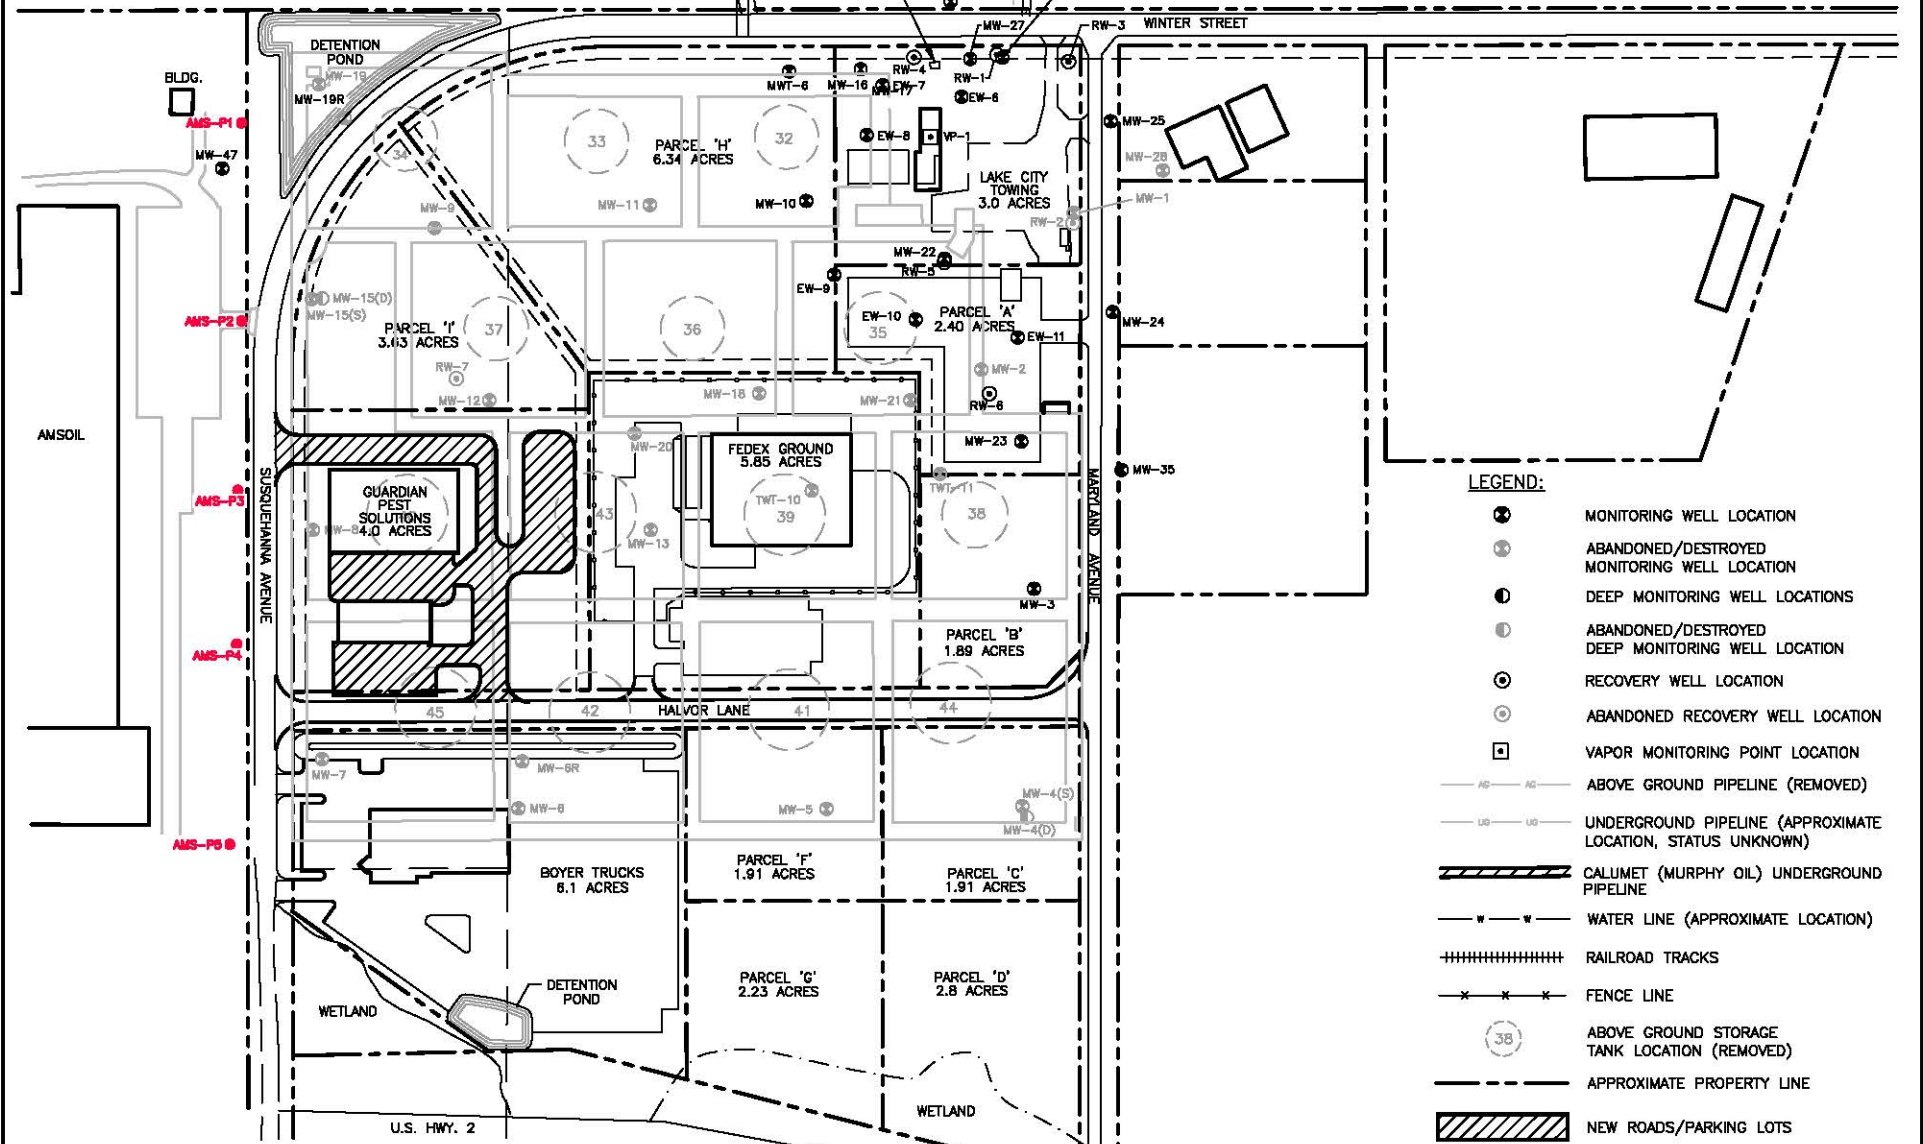 MW-27
RW-3
WINTER STREET
DETENTION
POND
BLDG.
MW-19
MW-19R
MWT-6
MW-16
RW-4
EW-7
MW-17
RW-1
EW-6
AMS-P1
MW-47
34
33
32
PARCEL 'H'
6.34 ACRES
EW-8
VP-1
MW-25
MW-28
LAKE CITY
TOWING
3.0 ACRES
MW-1
RW-2
MW-9
MW-11
MW-10
MW-22
RW-5
EW-9
MW-15(D)
MW-15(S)
AMS-P2
PARCEL 'I'
3.63 ACRES
37
36
35
EW-10
PARCEL 'A'
2.40 ACRES
EW-11
MW-24
RW-7
MW-12
MW-18
MW-21
MW-2
RW-6
MW-23
AMSOIL
MW-20
FEDEX GROUND
5.85 ACRES
MW-35
SUSQUEHANNA AVENUE
MARYLAND AVENUE
AMS-P3
GUARDIAN
PEST
SOLUTIONS
4.0 ACRES
MW-8
43
MW-13
TWT-10
39
TWT-11
38
MW-3
AMS-P4
PARCEL 'B'
1.89 ACRES
45
42
HALVOR LANE
41
44
MW-7
MW-6R
MW-6
MW-5
MW-4(S)
MW-4(D)
AMS-P5
BOYER TRUCKS
6.1 ACRES
PARCEL 'F'
1.91 ACRES
PARCEL 'C'
1.91 ACRES
PARCEL 'G'
2.23 ACRES
PARCEL 'D'
2.8 ACRES
DETENTION
POND
WETLAND
WETLAND
U.S. HWY. 2
LEGEND:
MONITORING WELL LOCATION
ABANDONED/DESTROYED
MONITORING WELL LOCATION
DEEP MONITORING WELL LOCATIONS
ABANDONED/DESTROYED
DEEP MONITORING WELL LOCATION
RECOVERY WELL LOCATION
ABANDONED RECOVERY WELL LOCATION
VAPOR MONITORING POINT LOCATION
AG AG ABOVE GROUND PIPELINE (REMOVED)
UG UG UNDERGROUND PIPELINE (APPROXIMATE
LOCATION, STATUS UNKNOWN)
CALUMET (MURPHY OIL) UNDERGROUND
PIPELINE
W W WATER LINE (APPROXIMATE LOCATION)
RAILROAD TRACKS
X X X FENCE LINE
38 ABOVE GROUND STORAGE
TANK LOCATION (REMOVED)
APPROXIMATE PROPERTY LINE
NEW ROADS/PARKING LOTS